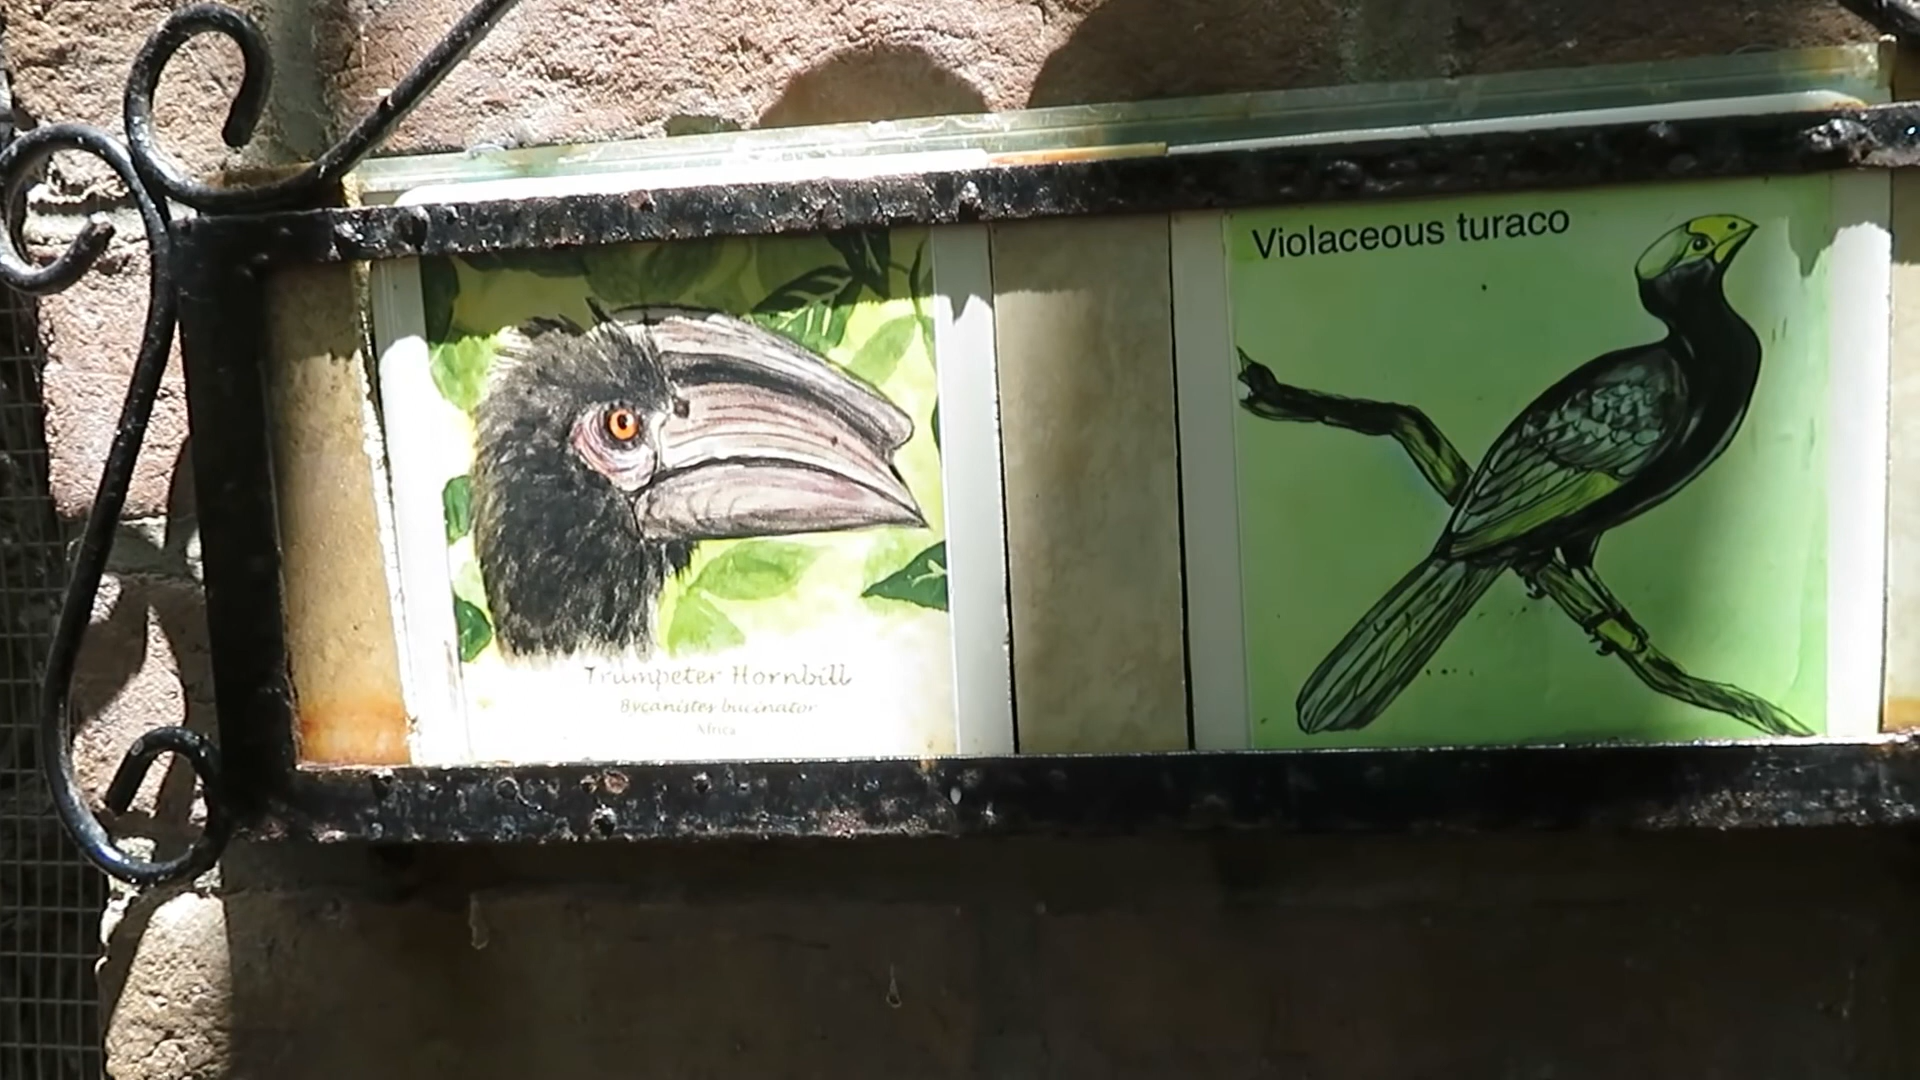 Violaceous turaco
Trumpeter Hornbill
Bycanistes bucinator
Africa